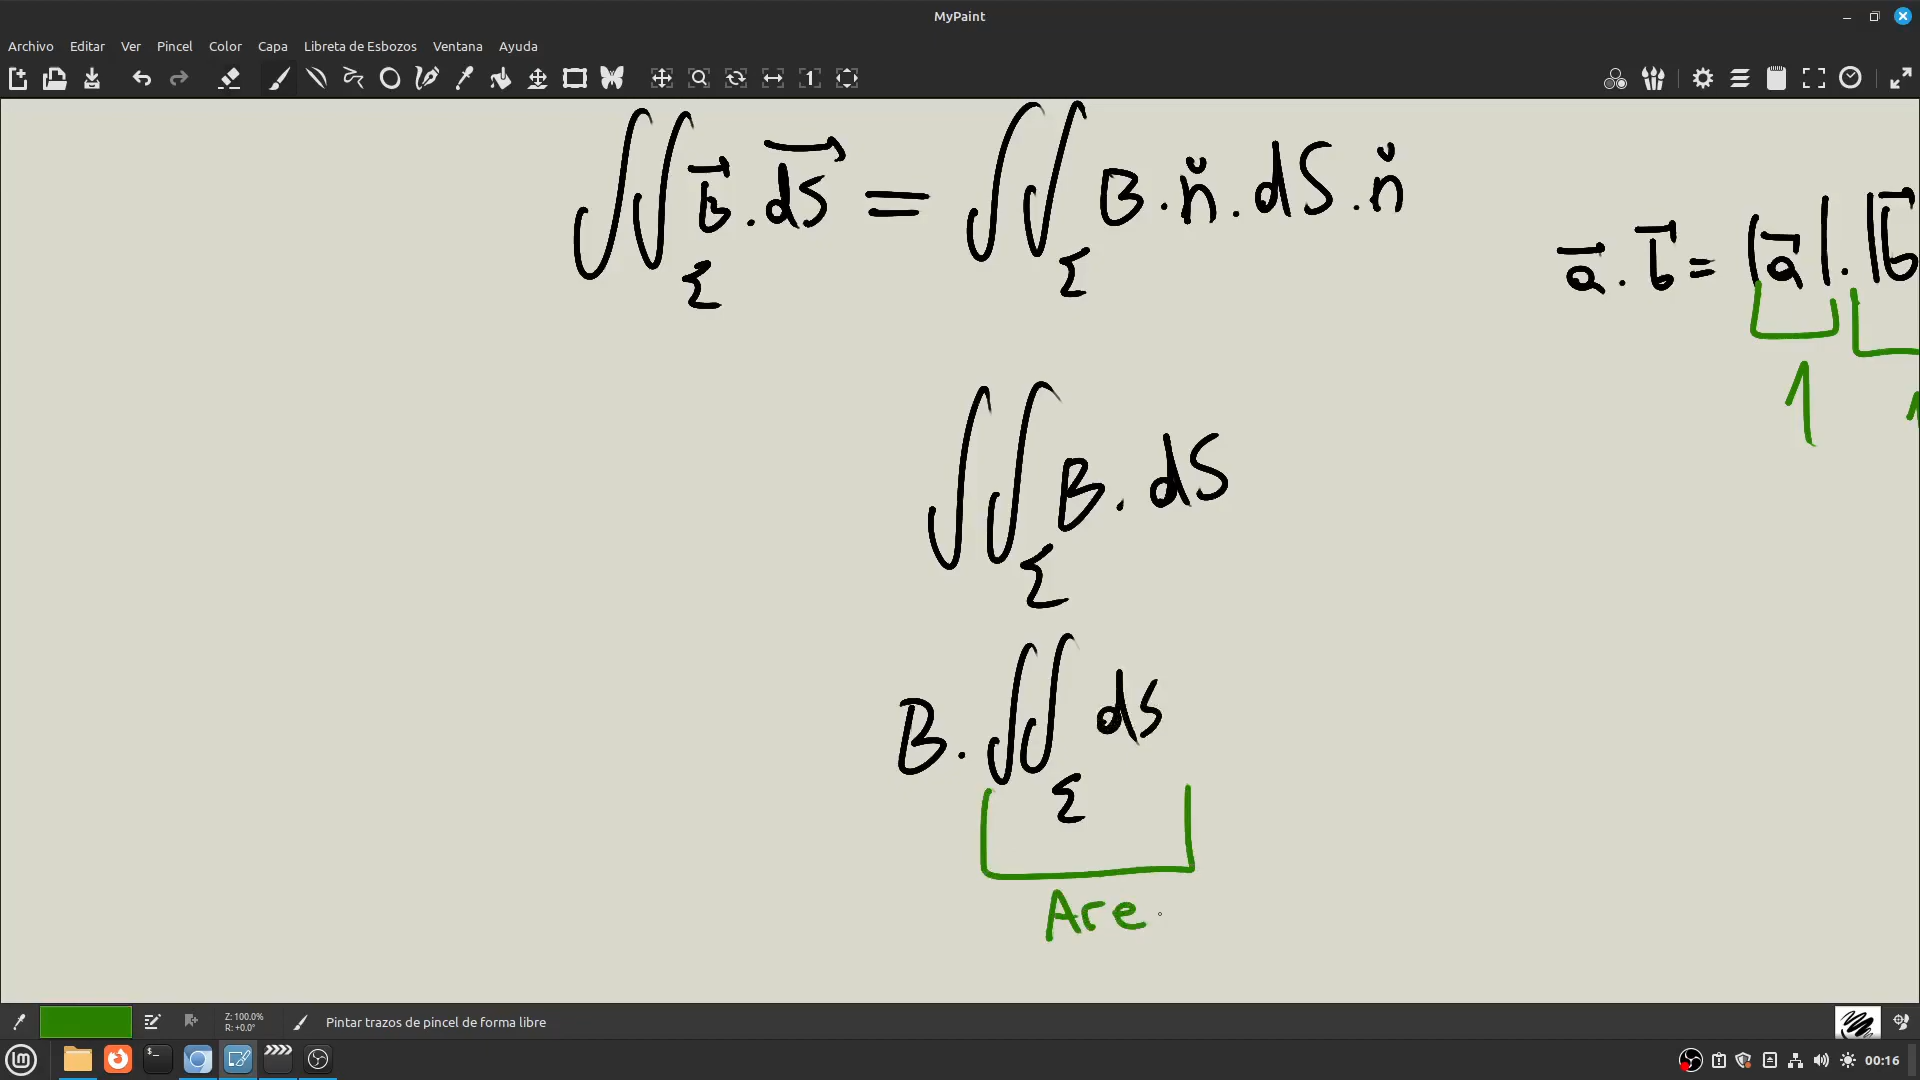 MyPaint
Archivo Editar Ver Pincel Color Capa Libreta de Esbozos Ventana Ayuda
∬_Σ b⃗ . dS⃗ = ∬_Σ B . n̆ . dS . n̆
a⃗ . b⃗ = |a⃗| . |b⃗
1
∬_Σ B . dS
B . ∬_Σ ds
Are
Z: 100.0%
R: +0.0°
Pintar trazos de pincel de forma libre
00:16